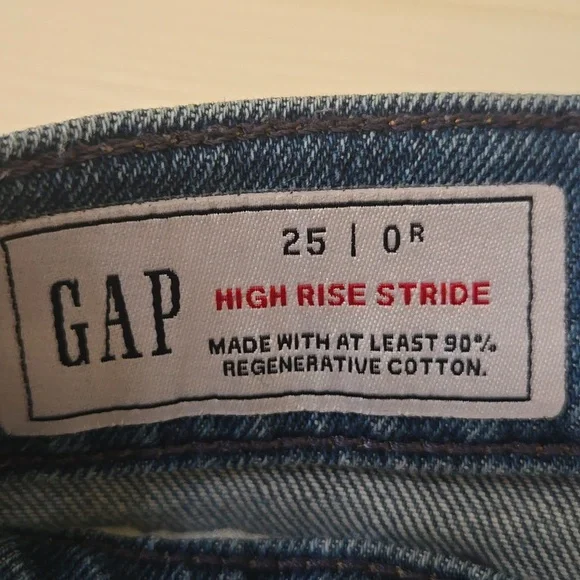 GAP
25 | 0R
HIGH RISE STRIDE
MADE WITH AT LEAST 90%
REGENERATIVE COTTON.